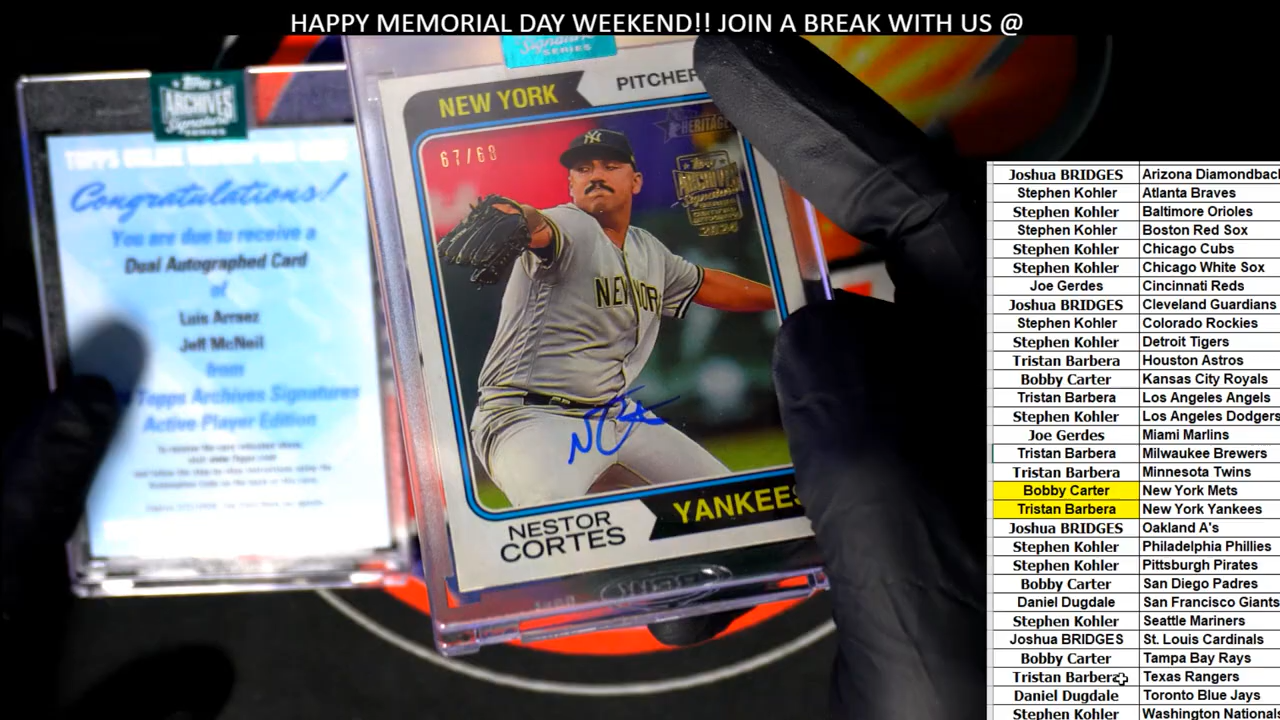 HAPPY MEMORIAL DAY WEEKEND!! JOIN A BREAK WITH US @
Topps
ARCHIVES
Signature
SERIES
Congratulations!
You are due to receive a
Dual Autographed Card
of
Luis Arraez
Jeff McNeil
from
Topps Archives Signatures
Active Player Edition
Signature
SERIES
NEW YORK
PITCHER
HERITAGE
67/68
Topps
ARCHIVES
Signature
2024
NEW YORK
NESTOR
CORTES
YANKEES
Joshua BRIDGES Arizona Diamondback
Stephen Kohler Atlanta Braves
Stephen Kohler Baltimore Orioles
Stephen Kohler Boston Red Sox
Stephen Kohler Chicago Cubs
Stephen Kohler Chicago White Sox
Joe Gerdes Cincinnati Reds
Joshua BRIDGES Cleveland Guardians
Stephen Kohler Colorado Rockies
Stephen Kohler Detroit Tigers
Tristan Barbera Houston Astros
Bobby Carter Kansas City Royals
Tristan Barbera Los Angeles Angels
Stephen Kohler Los Angeles Dodgers
Joe Gerdes Miami Marlins
Tristan Barbera Milwaukee Brewers
Tristan Barbera Minnesota Twins
Bobby Carter New York Mets
Tristan Barbera New York Yankees
Joshua BRIDGES Oakland A's
Stephen Kohler Philadelphia Phillies
Stephen Kohler Pittsburgh Pirates
Bobby Carter San Diego Padres
Daniel Dugdale San Francisco Giants
Stephen Kohler Seattle Mariners
Joshua BRIDGES St. Louis Cardinals
Bobby Carter Tampa Bay Rays
Tristan Barbera Texas Rangers
Daniel Dugdale Toronto Blue Jays
Stephen Kohler Washington Nationals